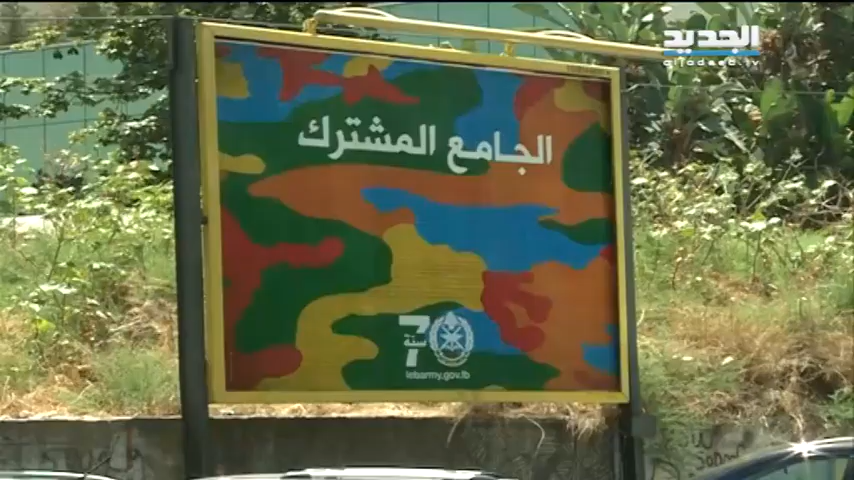 الجديد
aljadeed.tv
الجامع المشترك
70
سنة
lebarmy.gov.lb